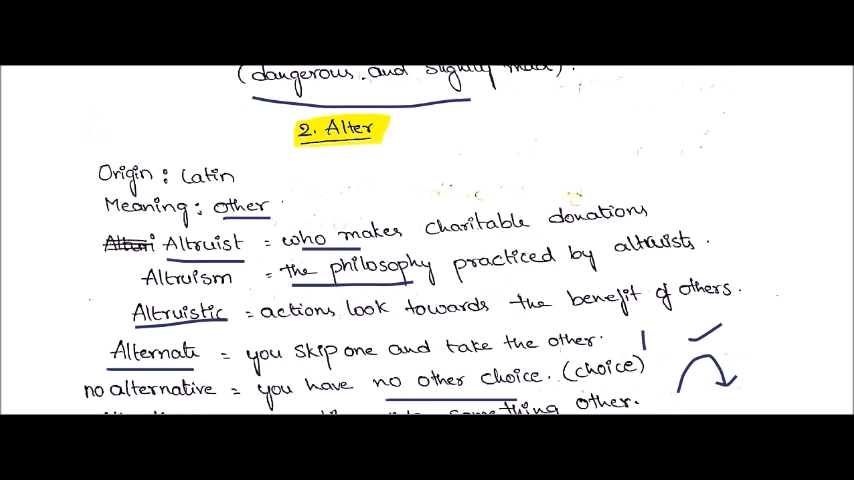 (dangerous and slightly mad).
2. Alter
Origin : Latin
Meaning : other
Altruist = who makes charitable donations
Altruism = the philosophy practiced by altruists.
Altruistic = actions look towards the benefit of others.
Alternate = you skip one and take the other.
no alternative = you have no other choice. (choice)
something other.